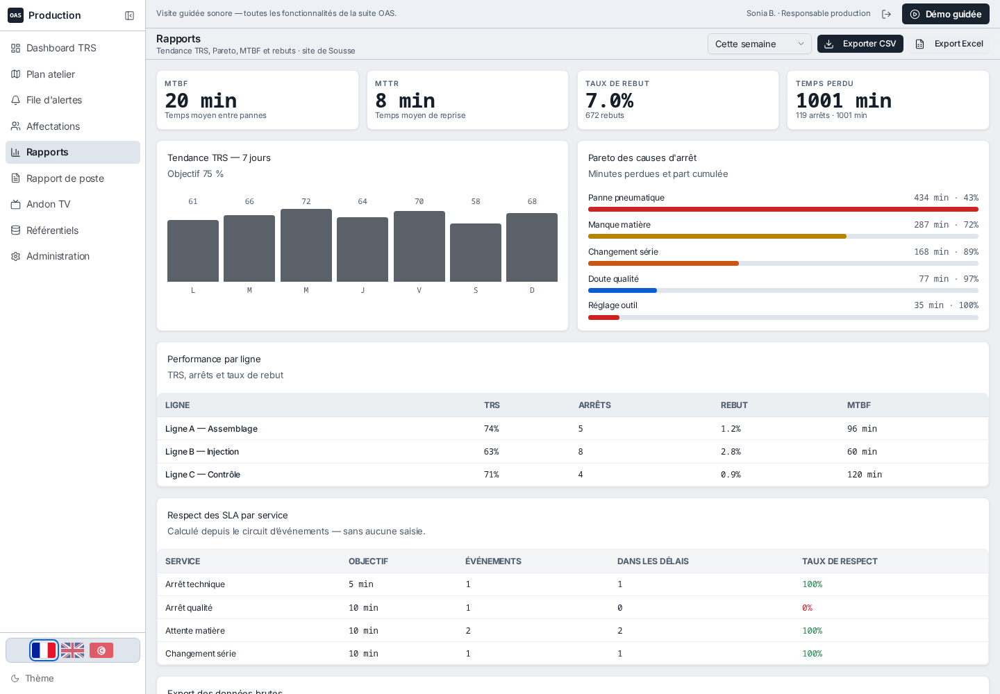 OAS Production
Dashboard TRS
Plan atelier
File d'alertes
Affectations
Rapports
Rapport de poste
Andon TV
Référentiels
Administration
Thème
Visite guidée sonore — toutes les fonctionnalités de la suite OAS.
Sonia B. · Responsable production
Démo guidée
Rapports
Tendance TRS, Pareto, MTBF et rebuts · site de Sousse
Cette semaine
Exporter CSV
Export Excel
MTBF
20 min
Temps moyen entre pannes
MTTR
8 min
Temps moyen de reprise
TAUX DE REBUT
7.0%
672 rebuts
TEMPS PERDU
1001 min
119 arrêts · 1001 min
Tendance TRS — 7 jours
Objectif 75 %
61 66 72 64 70 58 68
L M M J V S D
Pareto des causes d'arrêt
Minutes perdues et part cumulée
Panne pneumatique 434 min · 43%
Manque matière 287 min · 72%
Changement série 168 min · 89%
Doute qualité 77 min · 97%
Réglage outil 35 min · 100%
Performance par ligne
TRS, arrêts et taux de rebut
LIGNE TRS ARRÊTS REBUT MTBF
Ligne A — Assemblage 74% 5 1.2% 96 min
Ligne B — Injection 63% 8 2.8% 60 min
Ligne C — Contrôle 71% 4 0.9% 120 min
Respect des SLA par service
Calculé depuis le circuit d'événements — sans aucune saisie.
SERVICE OBJECTIF ÉVÉNEMENTS DANS LES DÉLAIS TAUX DE RESPECT
Arrêt technique 5 min 1 1 100%
Arrêt qualité 10 min 1 0 0%
Attente matière 10 min 2 2 100%
Changement série 10 min 1 1 100%
Export des données brutes